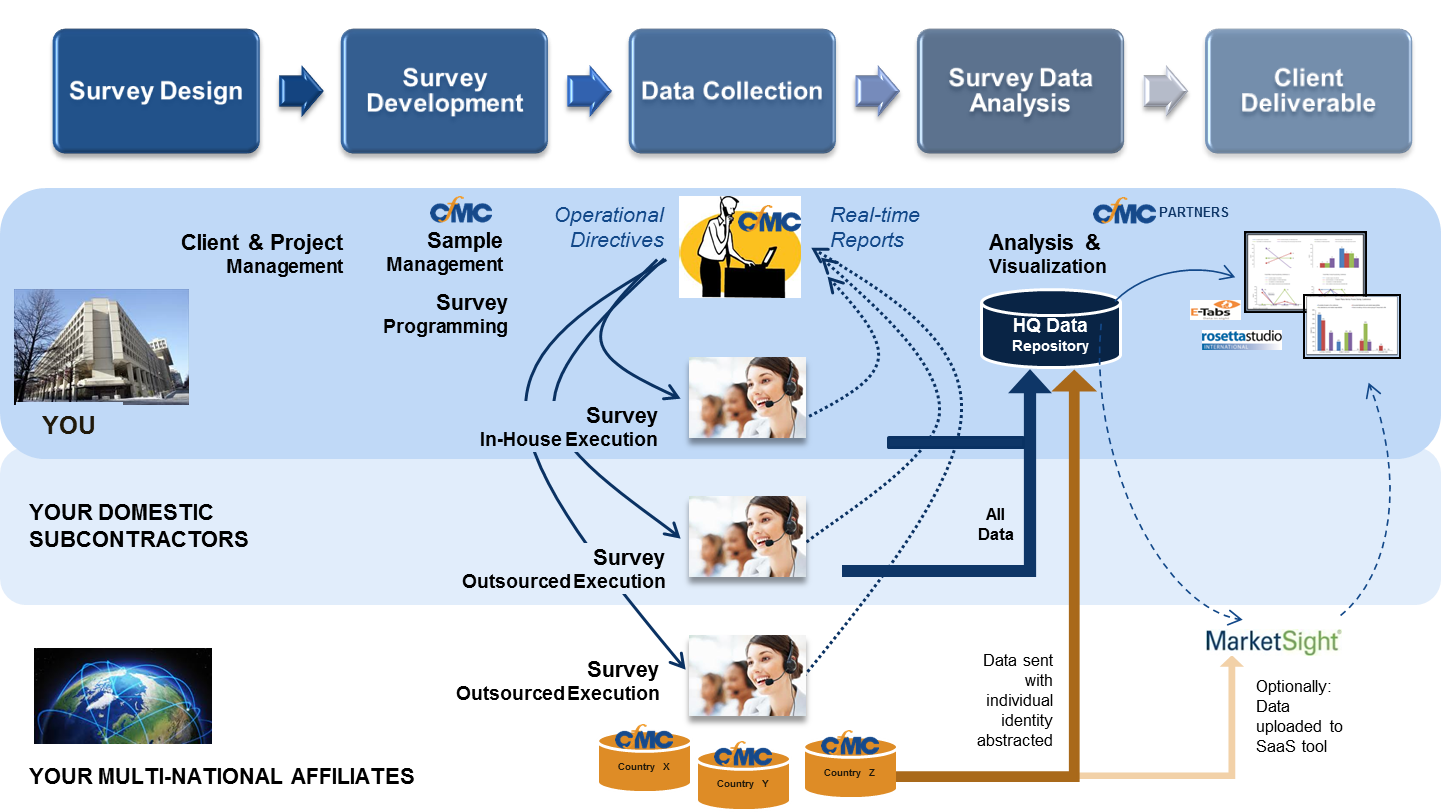 Survey Design
Survey
Development
Data Collection
Survey Data
Analysis
Client
Deliverable
CfMC
Operational
Directives
CfMC
Real-time
Reports
CfMC PARTNERS
Client & Project
Management
Sample
Management
Analysis &
Visualization
Survey
Programming
E-Tabs
HQ Data
Repository
rosettastudio
INTERNATIONAL
YOU
Survey
In-House Execution
YOUR DOMESTIC
SUBCONTRACTORS
All
Data
Survey
Outsourced Execution
MarketSight®
Survey
Outsourced Execution
Data sent
with
individual
identity
abstracted
Optionally:
Data
uploaded to
SaaS tool
CfMC
Country X
CfMC
Country Y
CfMC
Country Z
YOUR MULTI-NATIONAL AFFILIATES